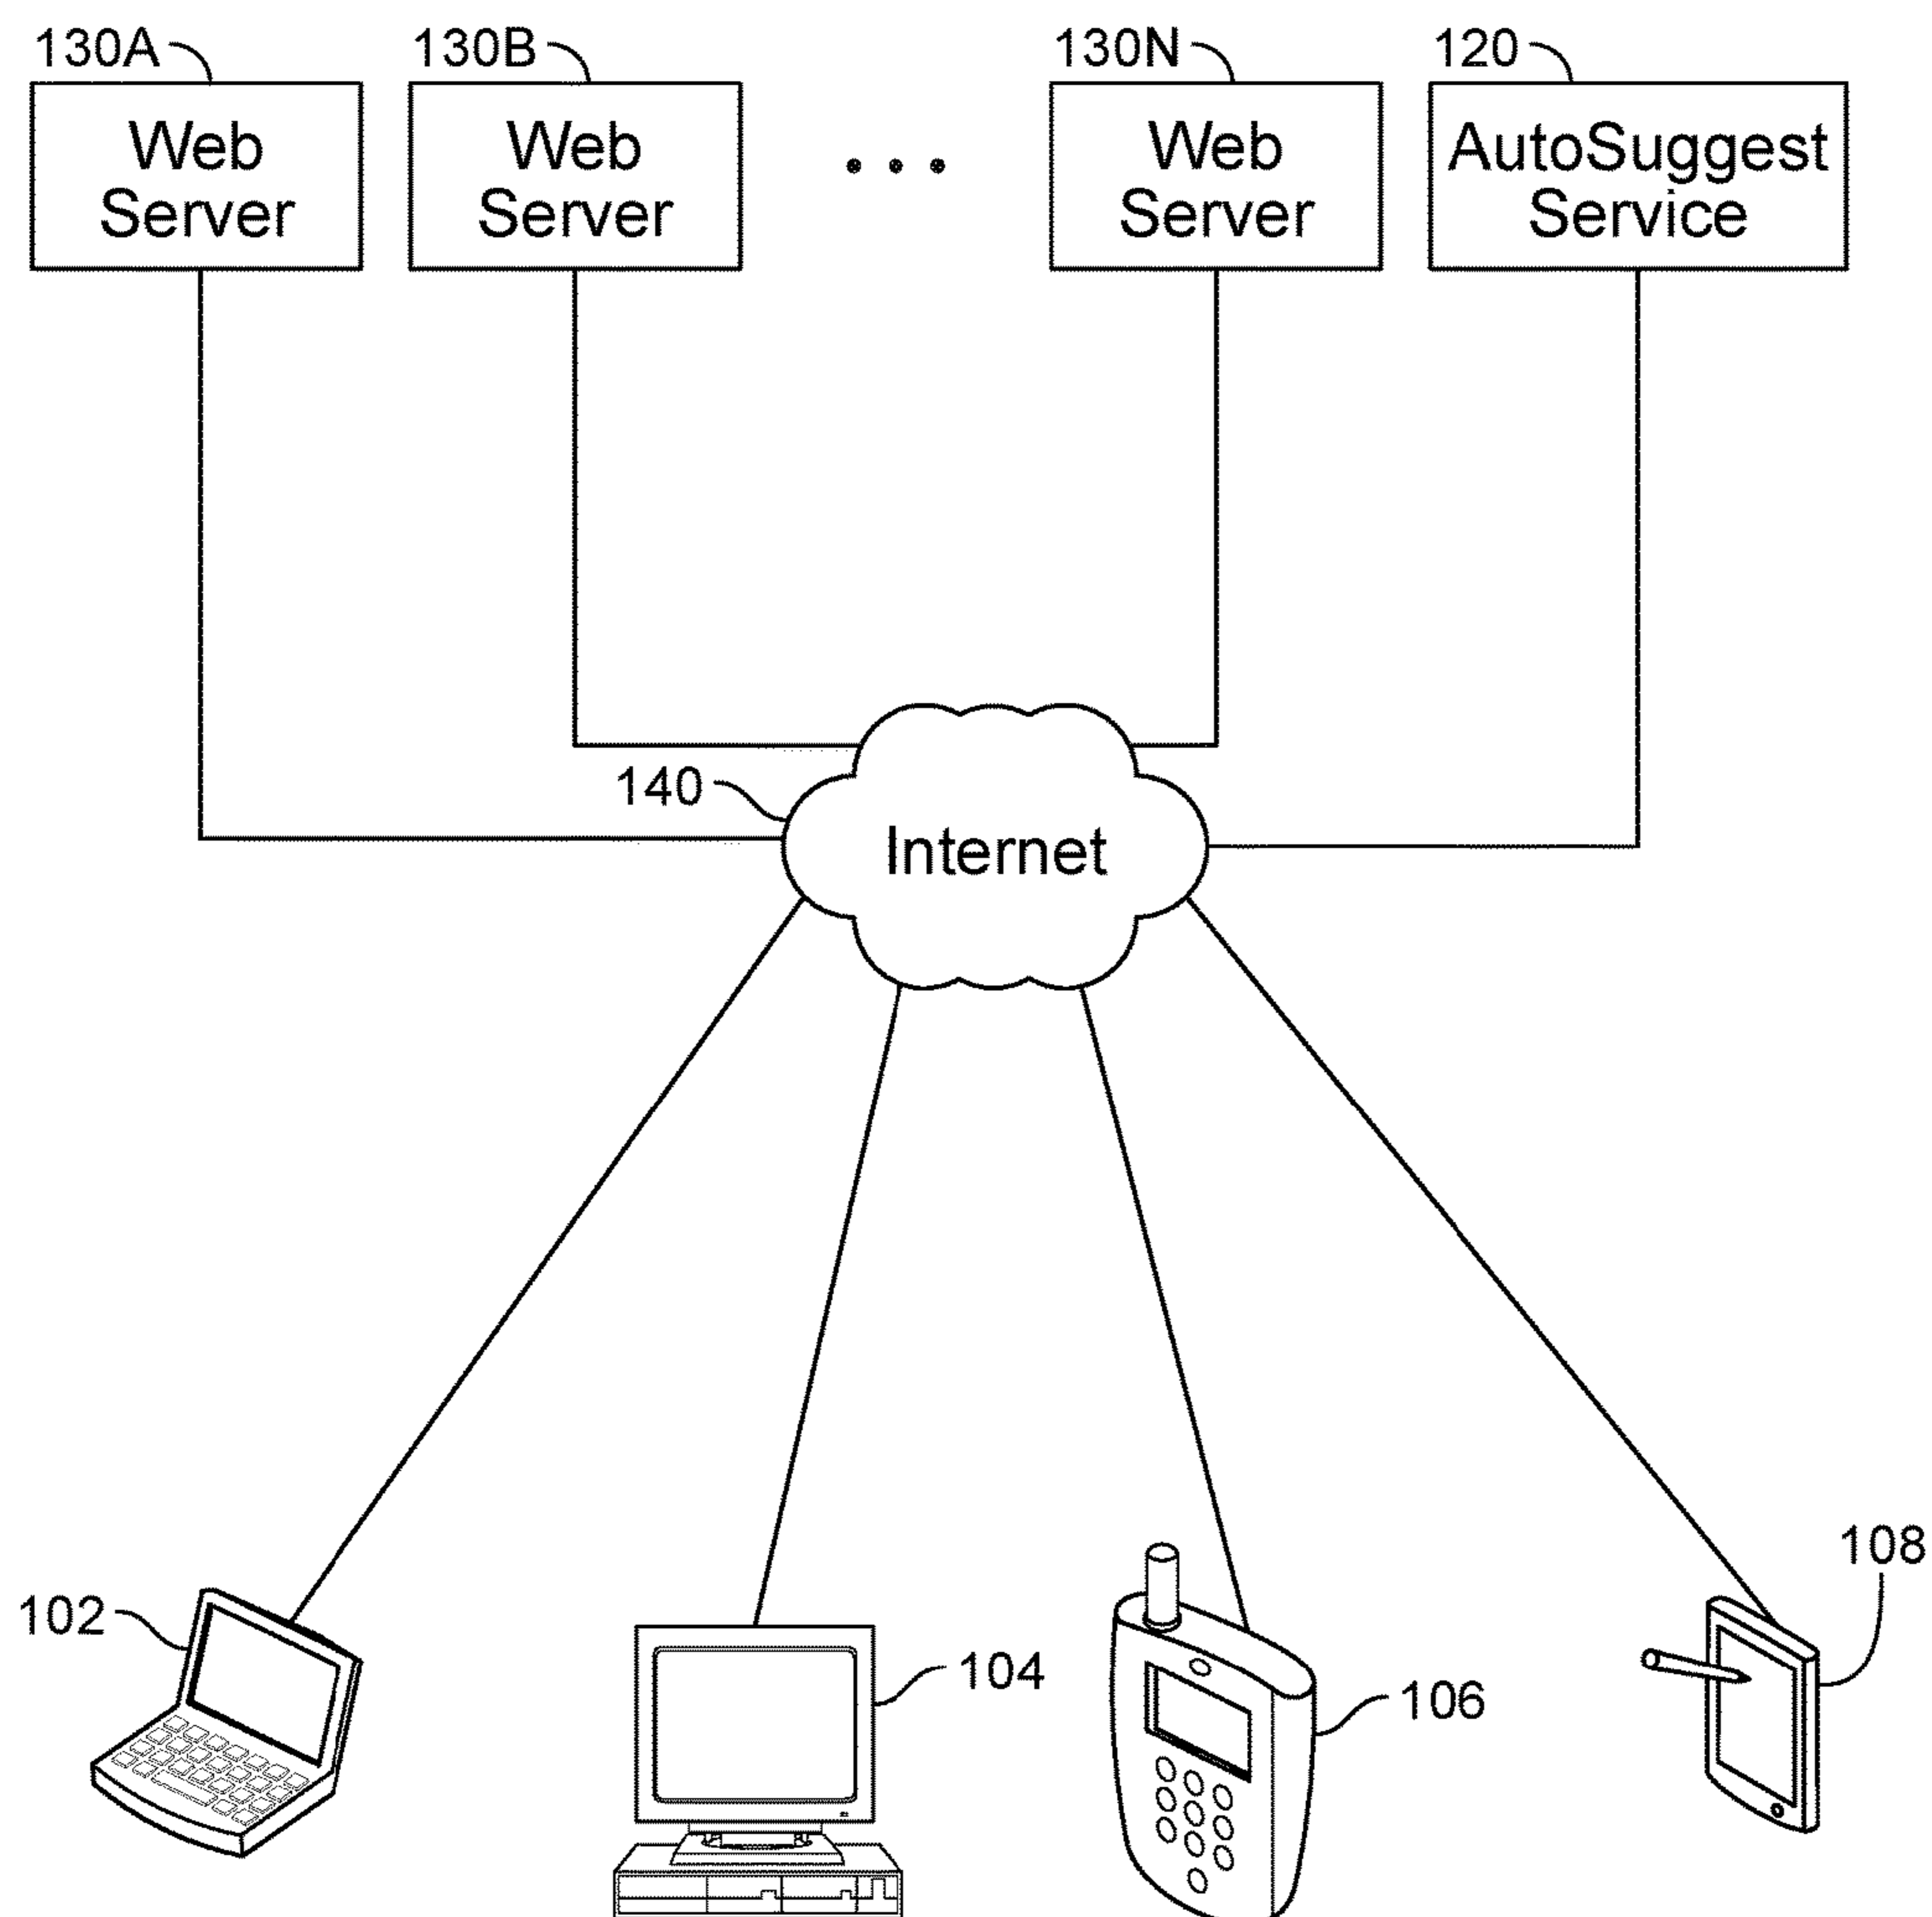 130A 130B 130N 120
Web Server
Web Server
...
Web Server
AutoSuggest Service
140
Internet
102
104
106
108